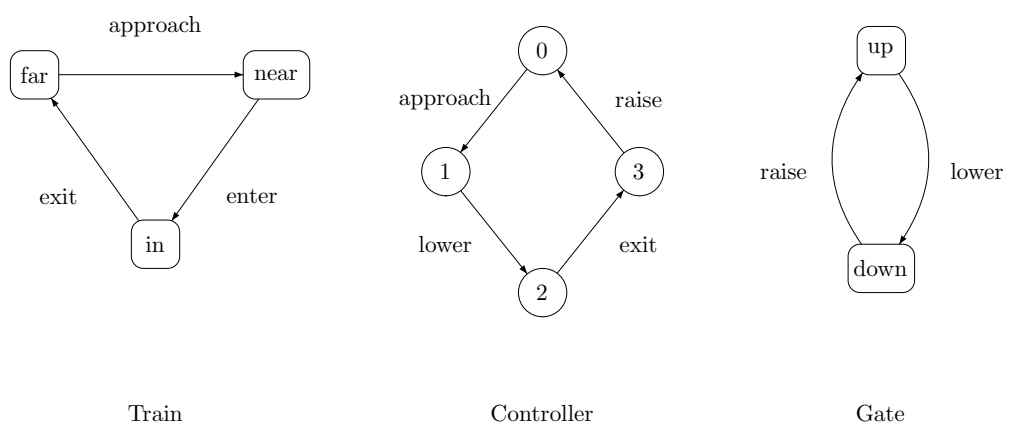 approach
far
near
exit
enter
in
Train
0
approach
raise
1
3
lower
exit
2
Controller
up
raise
lower
down
Gate